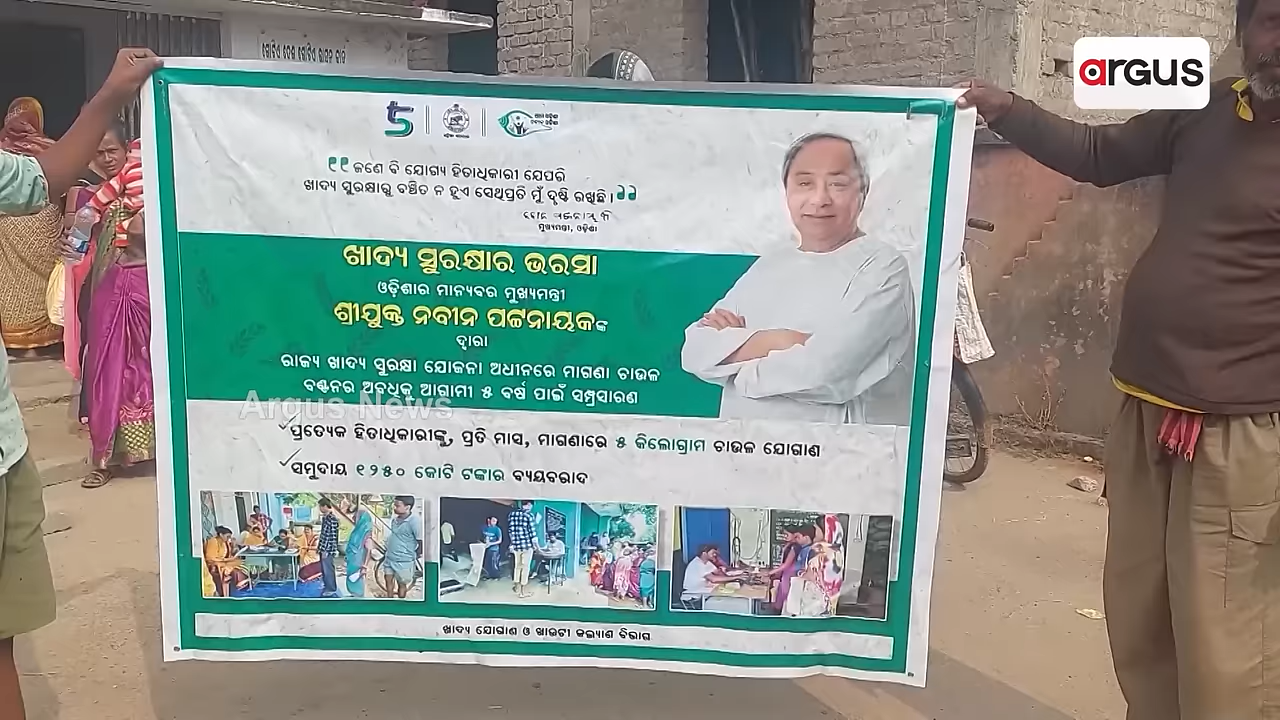 argus
ଗୋଟିଏ ଦେଶ ଗୋଟିଏ ରାସନ କାର୍ଡ
5
ଜଣେ ବି ଯୋଗ୍ୟ ହିତାଧିକାରୀ ଯେପରି
ଖାଦ୍ୟ ସୁରକ୍ଷାରୁ ବଞ୍ଚିତ ନ ହୁଏ ସେଥିପ୍ରତି ମୁଁ ଦୃଷ୍ଟି ରଖିଛି ।
ମୁଖ୍ୟମନ୍ତ୍ରୀ, ଓଡ଼ିଶା
ଖାଦ୍ୟ ସୁରକ୍ଷାର ଭରସା
ଓଡ଼ିଶାର ମାନ୍ୟବର ମୁଖ୍ୟମନ୍ତ୍ରୀ
ଶ୍ରୀଯୁକ୍ତ ନବୀନ ପଟ୍ଟନାୟକଙ୍କ
ଦ୍ୱାରା
ରାଜ୍ୟ ଖାଦ୍ୟ ସୁରକ୍ଷା ଯୋଜନା ଅଧୀନରେ ମାଗଣା ଚାଉଳ
ବଣ୍ଟନର ଅବଧିକୁ ଆଗାମୀ ୫ ବର୍ଷ ପାଇଁ ସମ୍ପ୍ରସାରଣ
Argus News
ପ୍ରତ୍ୟେକ ହିତାଧିକାରୀଙ୍କୁ, ପ୍ରତି ମାସ, ମାଗଣାରେ ୫ କିଲୋଗ୍ରାମ ଚାଉଳ ଯୋଗାଣ
ସମୁଦାୟ ୧୨୫୦ କୋଟି ଟଙ୍କାର ବ୍ୟୟବରାଦ
ଖାଦ୍ୟ ଯୋଗାଣ ଓ ଖାଉଟୀ କଲ୍ୟାଣ ବିଭାଗ